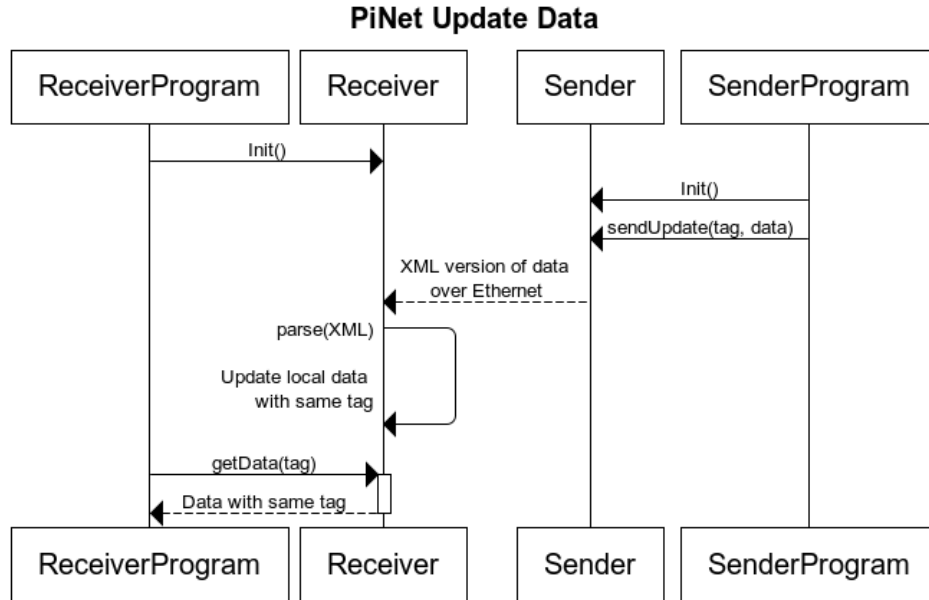 PiNet Update Data
ReceiverProgram
Receiver
Sender
SenderProgram
Init()
Init()
sendUpdate(tag, data)
XML version of data
over Ethernet
parse(XML)
Update local data
with same tag
getData(tag)
Data with same tag
ReceiverProgram
Receiver
Sender
SenderProgram